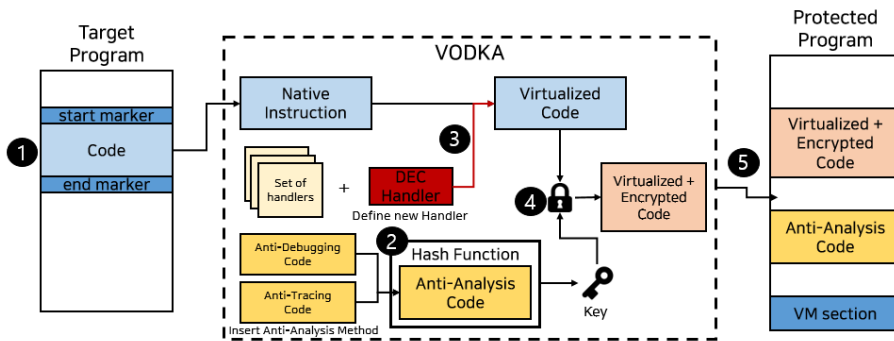 Target
Program
1
start marker
Code
end marker
VODKA
Native
Instruction
3
Virtualized
Code
Set of
handlers
+
DEC
Handler
Define new Handler
4
Virtualized +
Encrypted
Code
Anti-Debugging
Code
Anti-Tracing
Code
Insert Anti-Analysis Method
2
Hash Function
Anti-Analysis
Code
Key
5
Protected
Program
Virtualized +
Encrypted
Code
Anti-Analysis
Code
VM section